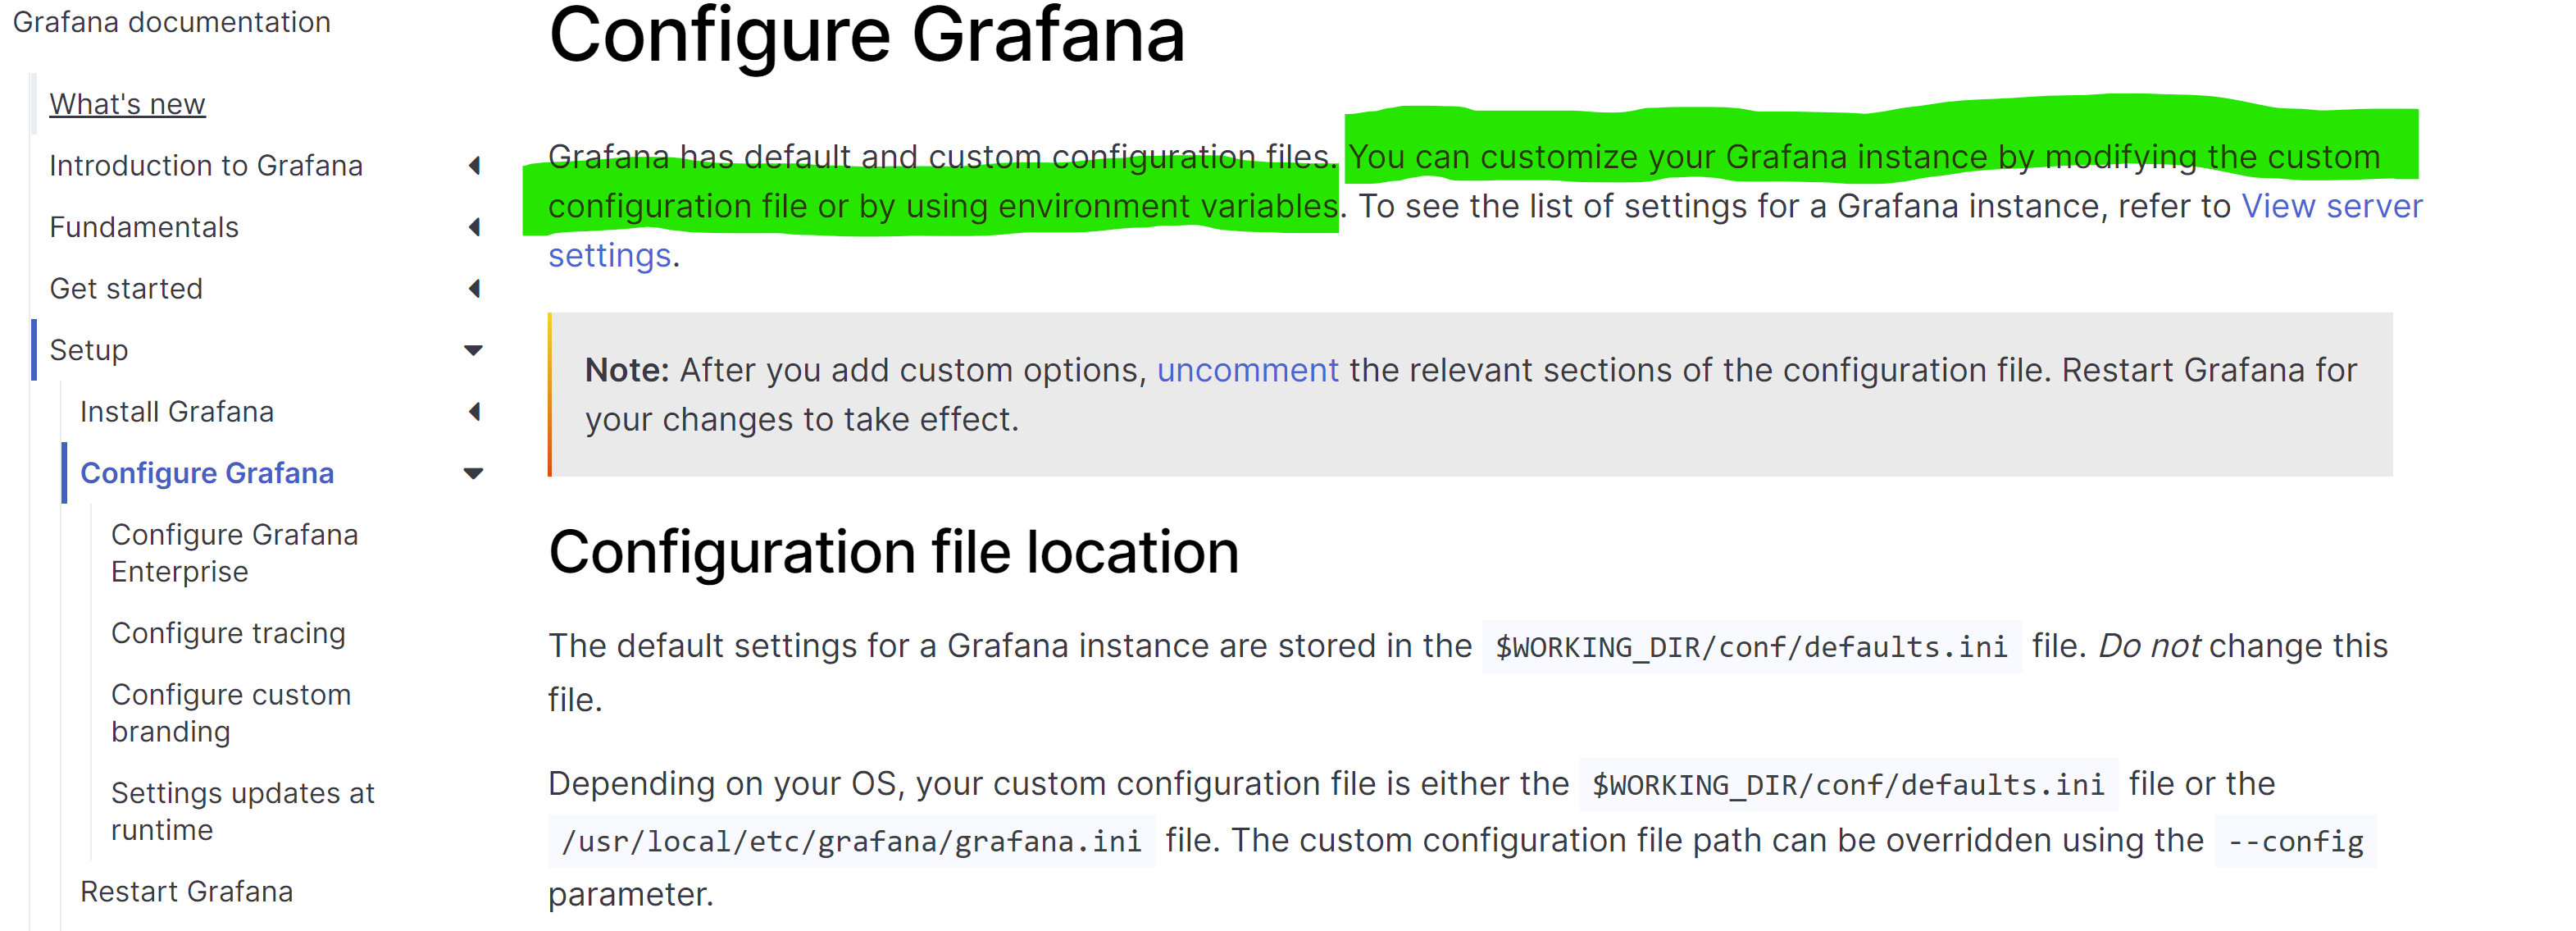 Grafana documentation
What's new
Introduction to Grafana
Fundamentals
Get started
Setup
Install Grafana
Configure Grafana
Configure Grafana
Enterprise
Configure tracing
Configure custom
branding
Settings updates at
runtime
Restart Grafana
Configure Grafana
Grafana has default and custom configuration files. You can customize your Grafana instance by modifying the custom
configuration file or by using environment variables. To see the list of settings for a Grafana instance, refer to View server
settings.
Note: After you add custom options, uncomment the relevant sections of the configuration file. Restart Grafana for
your changes to take effect.
Configuration file location
The default settings for a Grafana instance are stored in the $WORKING_DIR/conf/defaults.ini file. Do not change this
file.
Depending on your OS, your custom configuration file is either the $WORKING_DIR/conf/defaults.ini file or the
/usr/local/etc/grafana/grafana.ini file. The custom configuration file path can be overridden using the --config
parameter.